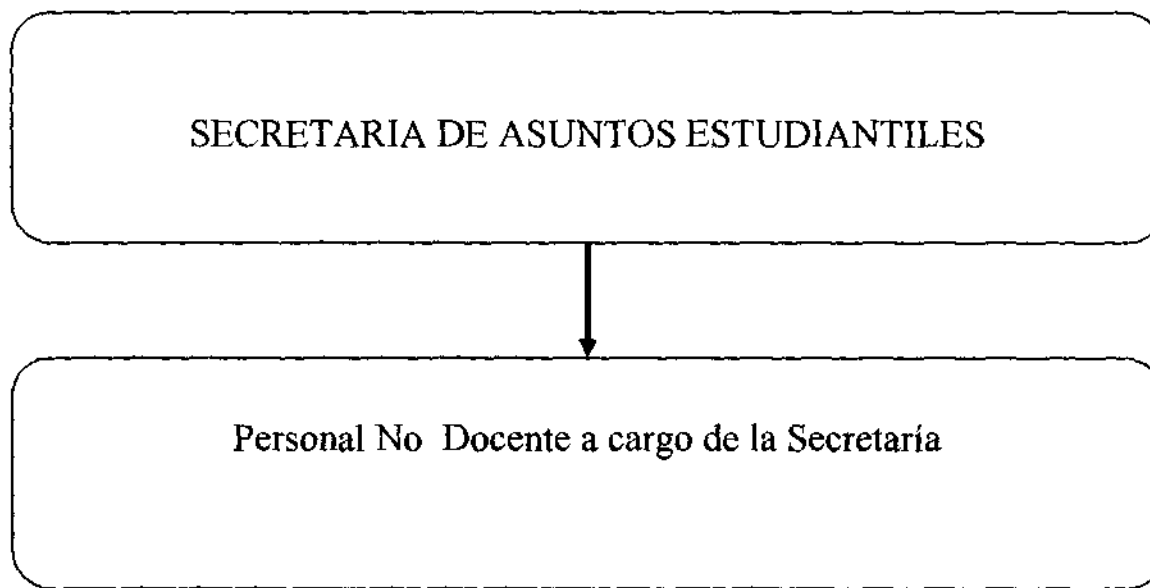 SECRETARIA DE ASUNTOS ESTUDIANTILES
Personal No Docente a cargo de la Secretaría